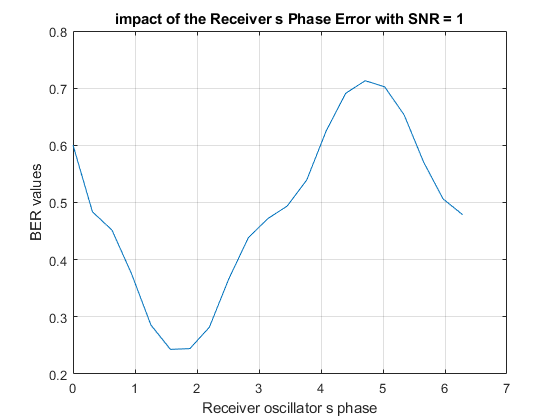 impact of the Receiver s Phase Error with SNR = 1
0.8
0.7
0.6
0.5
0.4
0.3
0.2
BER values
0 1 2 3 4 5 6 7
Receiver oscillator s phase